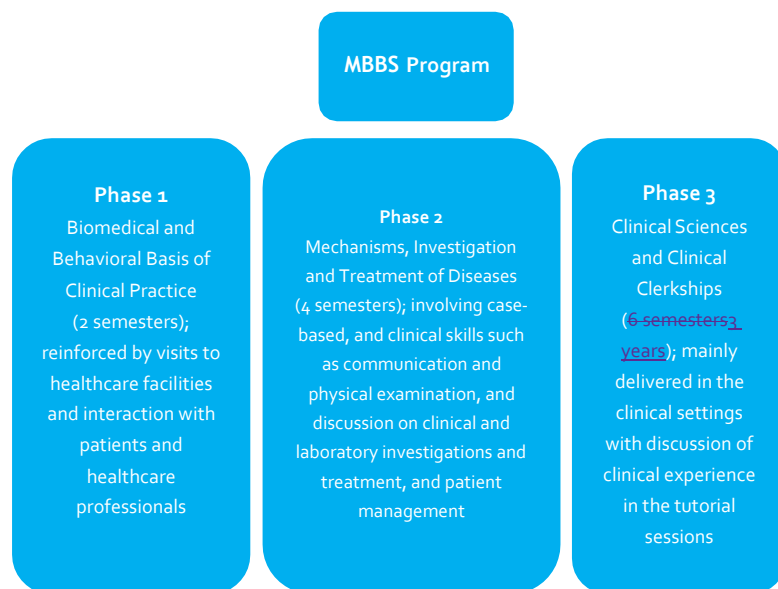 MBBS Program
Phase 1
Biomedical and
Behavioral Basis of
Clinical Practice
(2 semesters);
reinforced by visits to
healthcare facilities
and interaction with
patients and
healthcare
professionals
Phase 2
Mechanisms, Investigation
and Treatment of Diseases
(4 semesters); involving case-
based, and clinical skills such
as communication and
physical examination, and
discussion on clinical and
laboratory investigations and
treatment, and patient
management
Phase 3
Clinical Sciences
and Clinical
Clerkships
(6 semesters3
years); mainly
delivered in the
clinical settings
with discussion of
clinical experience
in the tutorial
sessions